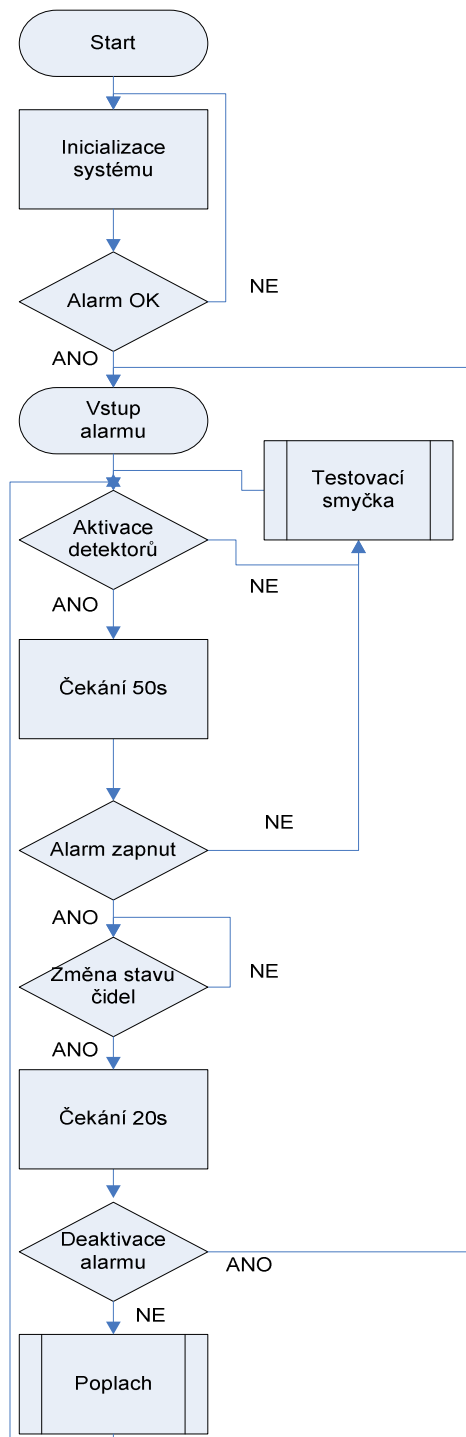 Start
Inicializace
systému
Alarm OK
NE
ANO
Vstup
alarmu
Testovací
smyčka
Aktivace
detektorů
NE
ANO
Čekání 50s
NE
Alarm zapnut
ANO
Změna stavu
čidel
NE
ANO
Čekání 20s
Deaktivace
alarmu
ANO
NE
Poplach